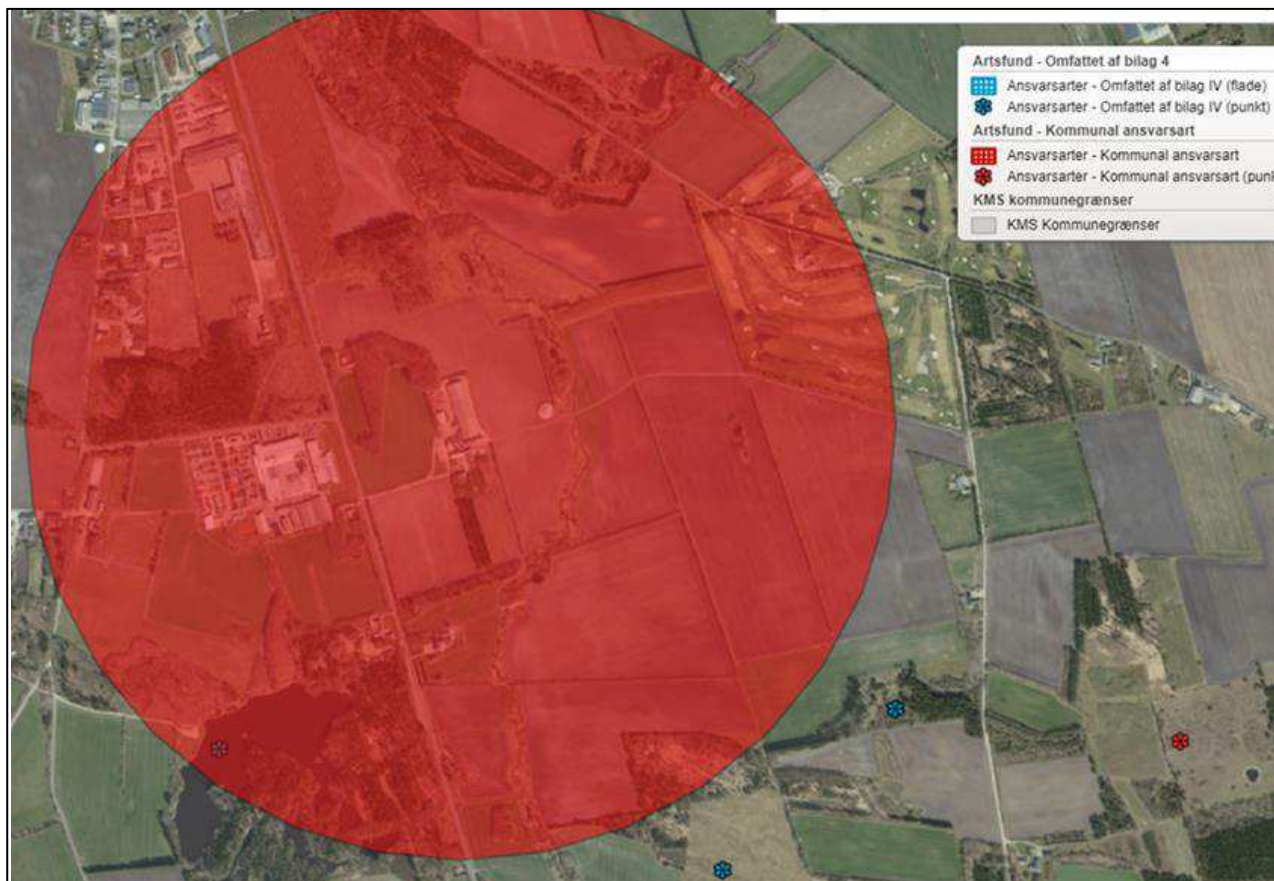 Artsfund - Omfattet af bilag 4
Ansvarsarter - Omfattet af bilag IV (flade)
Ansvarsarter - Omfattet af bilag IV (punkt)
Artsfund - Kommunal ansvarsart
Ansvarsarter - Kommunal ansvarsart
Ansvarsarter - Kommunal ansvarsart (punk
KMS kommunegrænser
KMS Kommunegrænser